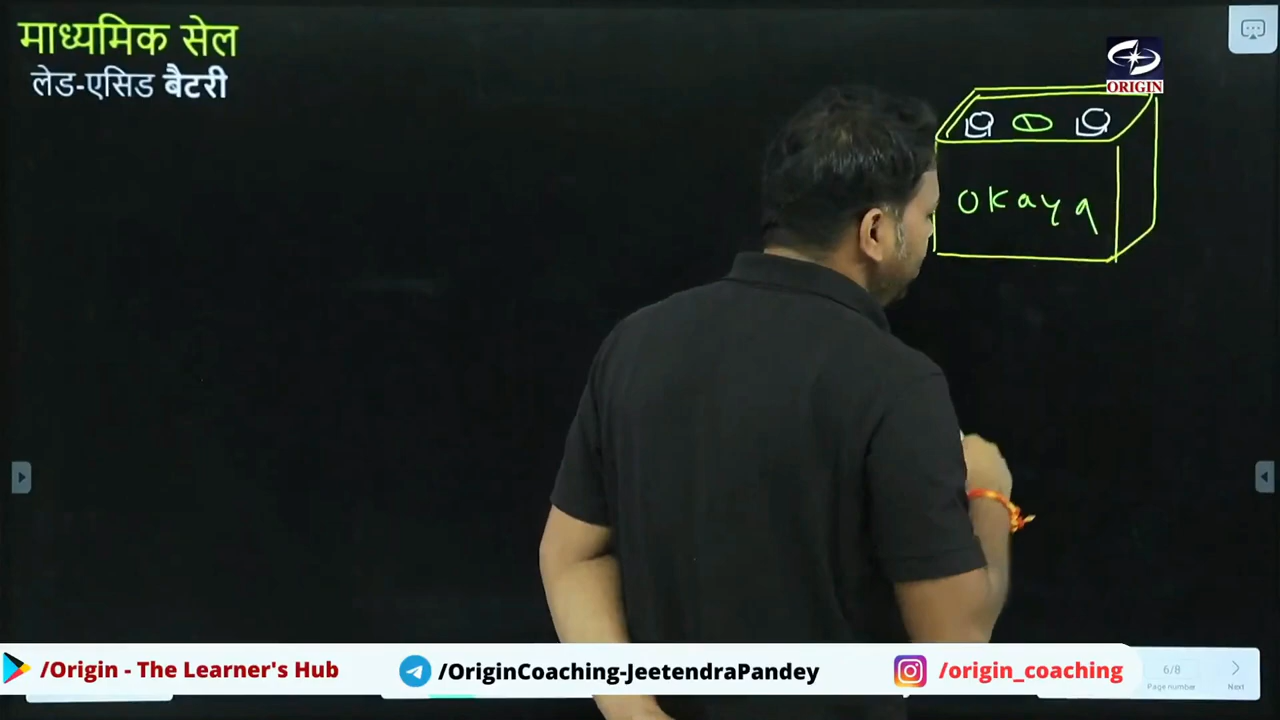 माध्यमिक सेल
लेड-एसिड बैटरी
ORIGIN
okaya
/Origin - The Learner's Hub
/OriginCoaching-JeetendraPandey
/origin_coaching
6/8
Page number
Next